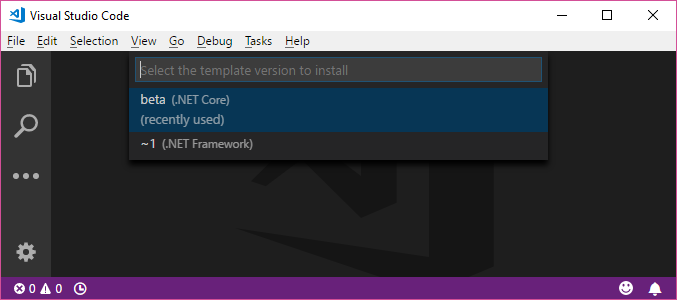 Visual Studio Code
File Edit Selection View Go Debug Tasks Help
Select the template version to install
beta (.NET Core)
(recently used)
~1 (.NET Framework)
0 0